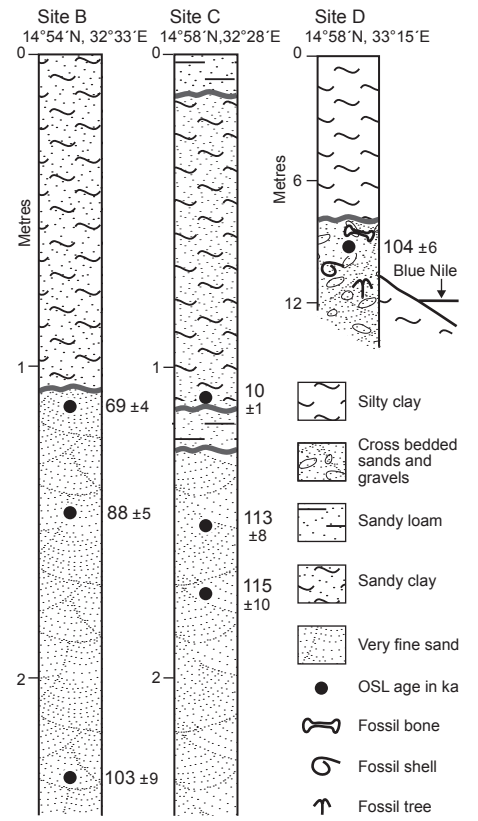 Site B
14°54´N, 32°33´E
Site C
14°58´N,32°28´E
Site D
14°58´N, 33°15´E
0
Metres
1
2
69 ±4
88 ±5
103 ±9
0
1
2
10
±1
113
±8
115
±10
0
Metres
6
12
104 ±6
Blue Nile
Silty clay
Cross bedded
sands and
gravels
Sandy loam
Sandy clay
Very fine sand
OSL age in ka
Fossil bone
Fossil shell
Fossil tree